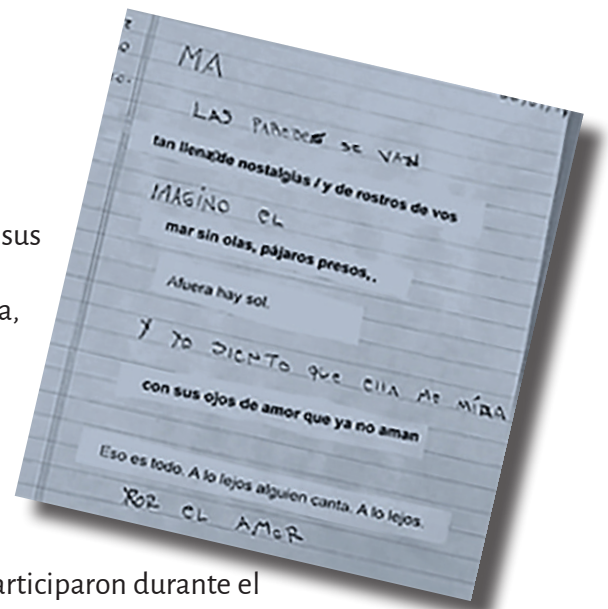 MA
LAS PAREDES SE VAN
tan llenas de nostalgias / y de rostros de vos
IMAGINO EL
mar sin olas, pájaros presos, .
Afuera hay sol.
Y YO SIENTO QUE ELLA ME MIRA
con sus ojos de amor que ya no aman
Eso es todo. A lo lejos alguien canta. A lo lejos.
POR EL AMOR
sus
a,
articiparon durante el